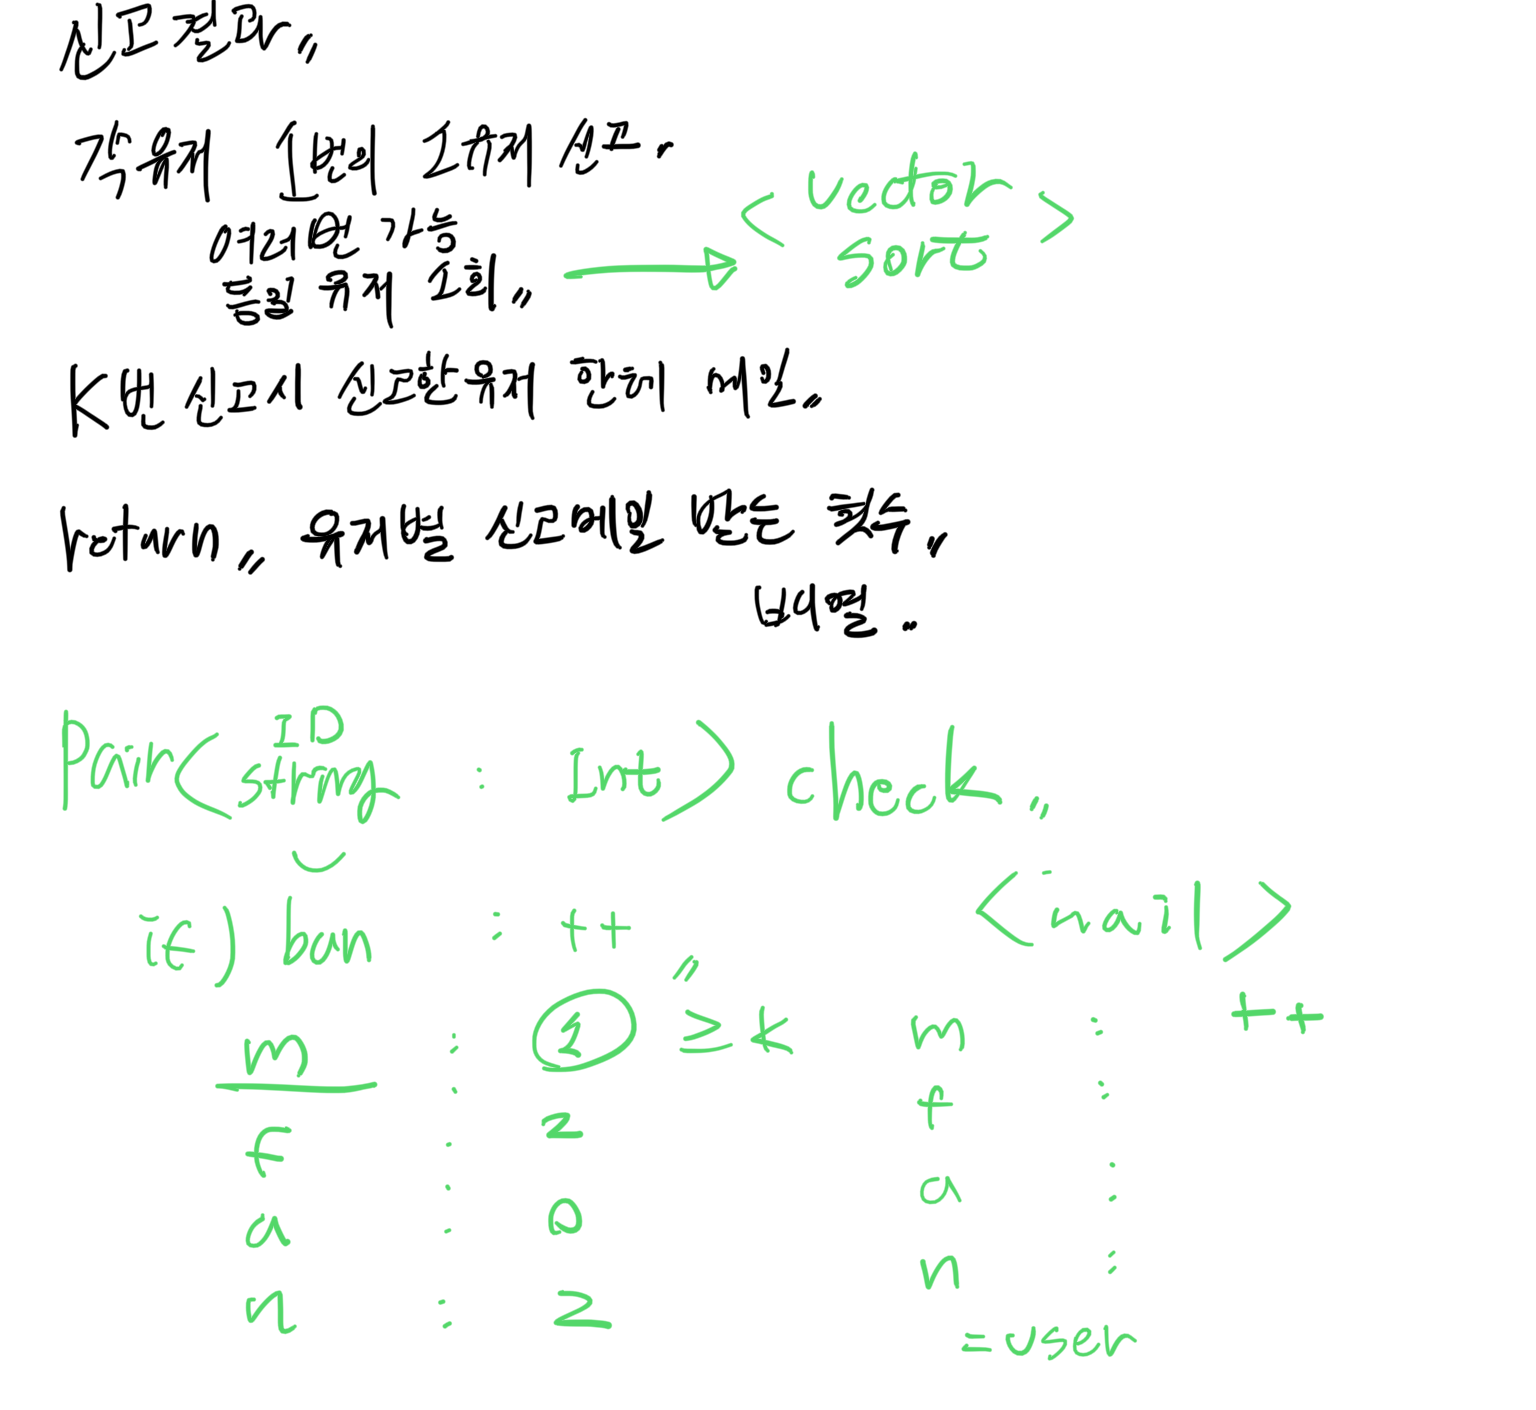 신고결과〃
각유저 1번의 1유저 신고.
여러번 가능
동일 유저 1회〃
< vector sort >
K번 신고시 신고한유저 한테 메일〃
return〃 유저별 신고메일 받는 횟수〃
배열〃
Pair( ID string : Int ) check〃
if) ban : ++〃
m : 1 ≥ k
f : 2
a : 0
n : 2
<mail>
m : ++
f :
a :
n :
= user